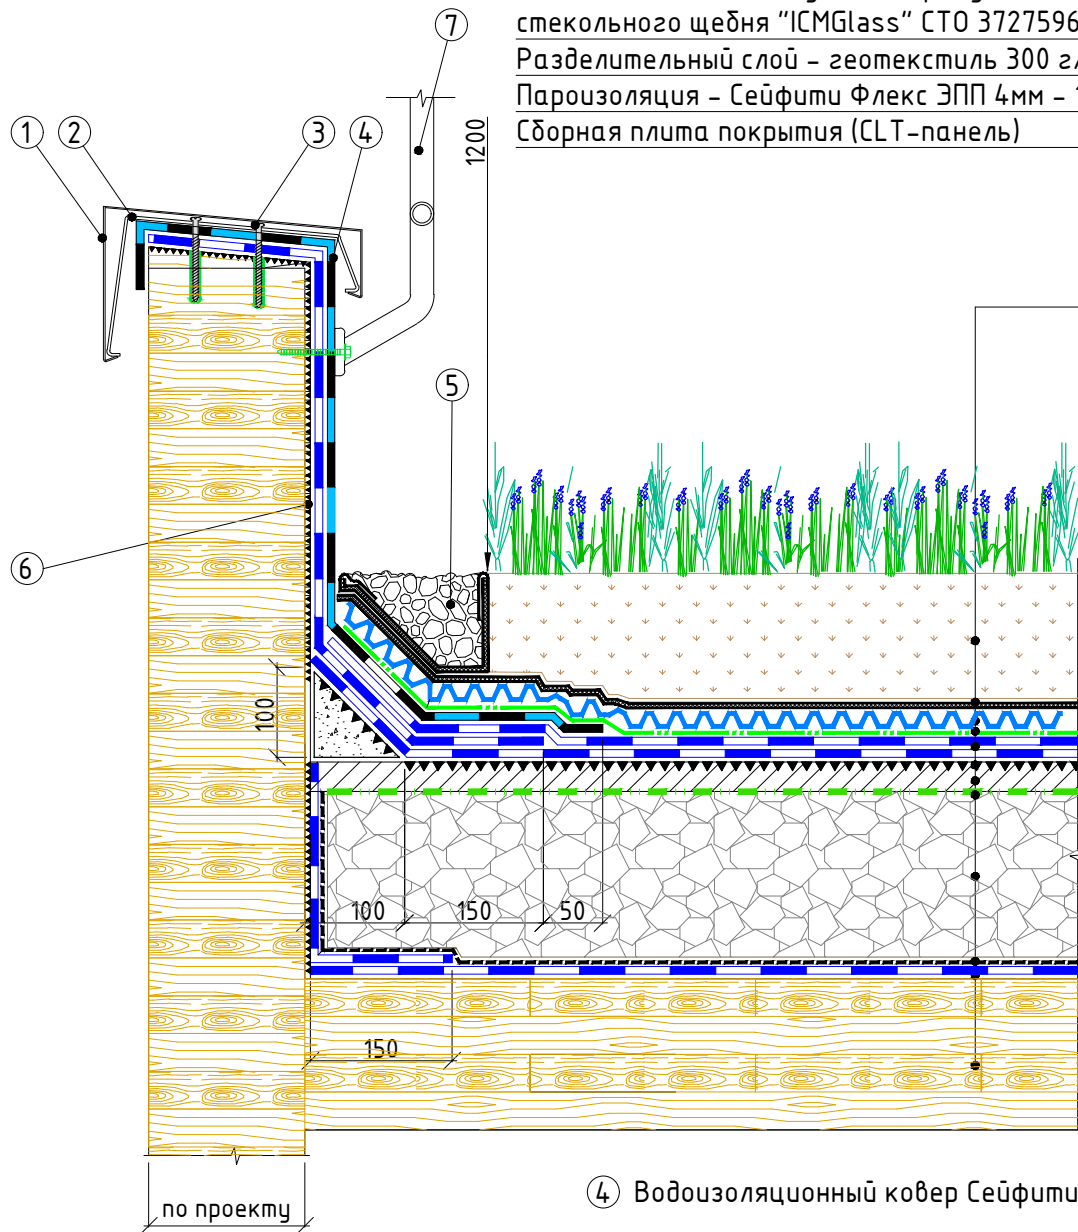 стекольного щебня "ICMGlass" СТО 3727596
Разделительный слой – геотекстиль 300 г
Пароизоляция – Сейфити Флекс ЭПП 4мм –
Сборная плита покрытия (CLT-панель)
7
1
2
3
4
1200
5
6
100
100
150
50
150
по проекту
4 Водоизоляционный ковер Сейфити